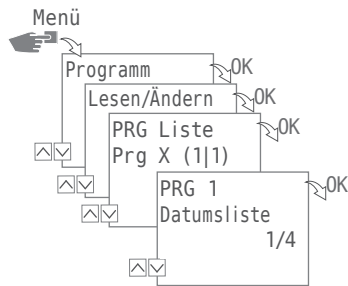 Menü
Programm
OK
Lesen/Ändern
OK
PRG Liste
OK
Prg X (1|1)
PRG 1
OK
Datumsliste
1/4